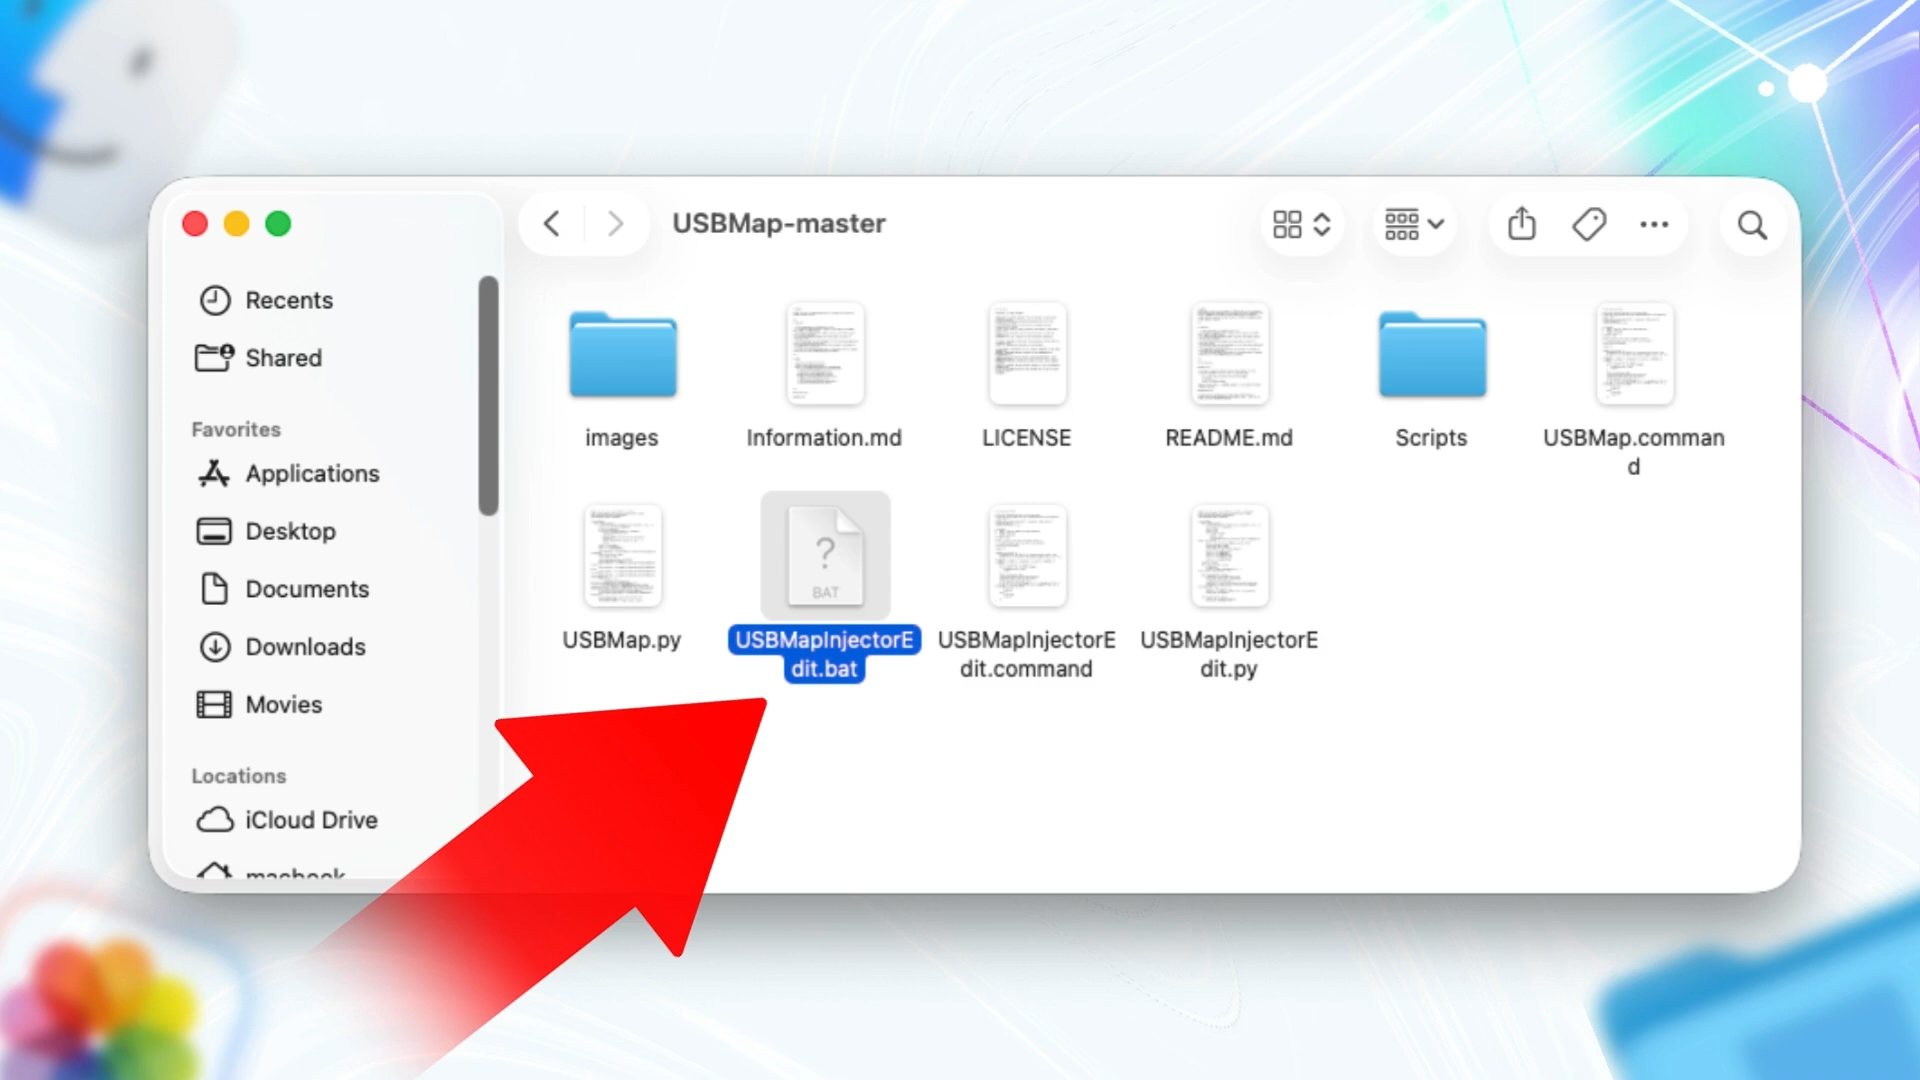 USBMap-master
Recents
Shared
Favorites
Applications
Desktop
Documents
Downloads
Movies
Locations
iCloud Drive
macbook
images
Information.md
LICENSE
README.md
Scripts
USBMap.comman
d
USBMap.py
?
BAT
USBMapInjectorE
dit.bat
USBMapInjectorE
dit.command
USBMapInjectorE
dit.py